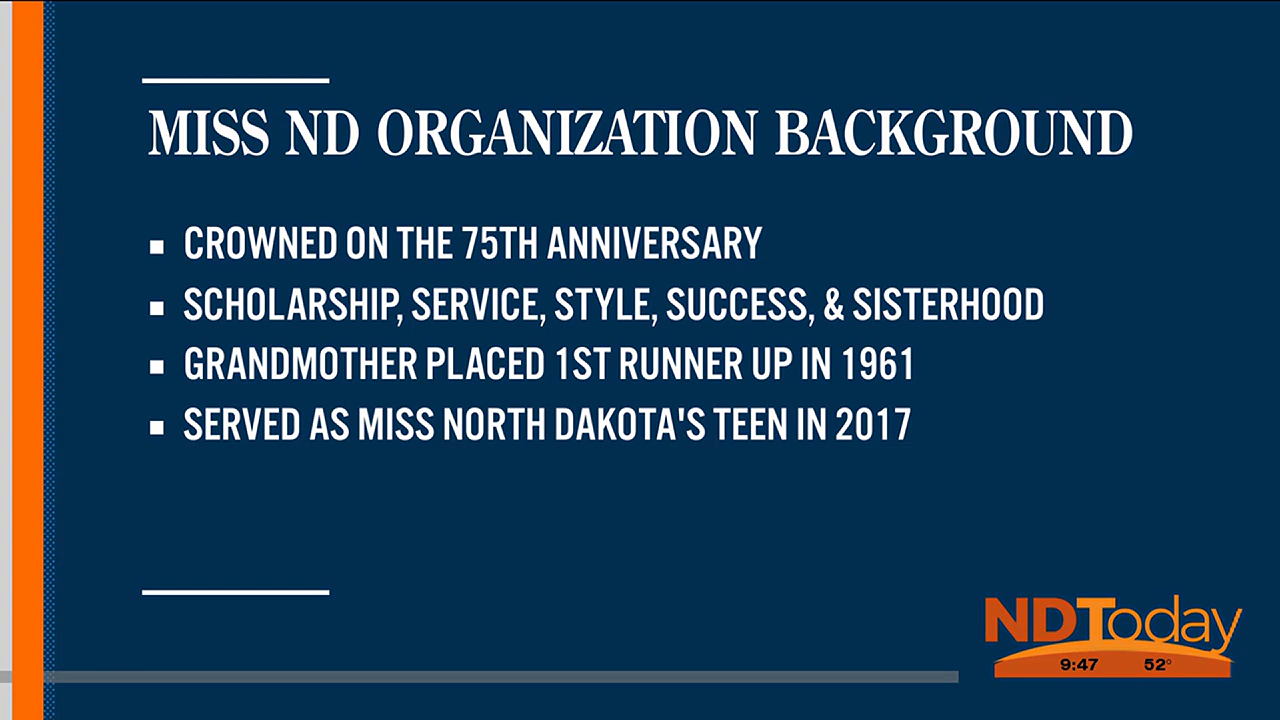 MISS ND ORGANIZATION BACKGROUND
▪ CROWNED ON THE 75TH ANNIVERSARY
▪ SCHOLARSHIP, SERVICE, STYLE, SUCCESS, & SISTERHOOD
▪ GRANDMOTHER PLACED 1ST RUNNER UP IN 1961
▪ SERVED AS MISS NORTH DAKOTA'S TEEN IN 2017
NDToday
9:47 52°